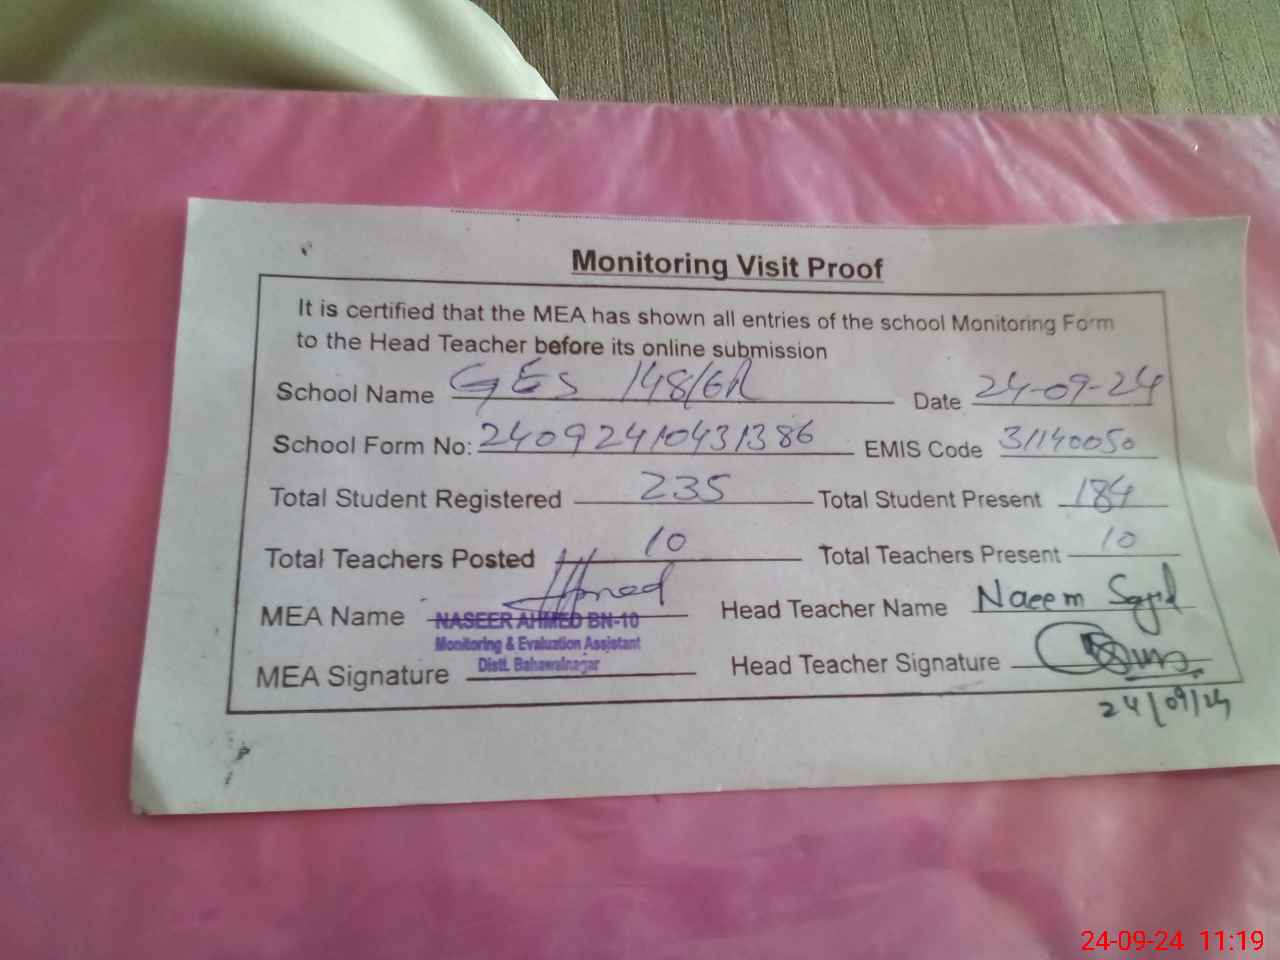 Monitoring Visit Proof
It is certified that the MEA has shown all entries of the school Monitoring Form
to the Head Teacher before its online submission
School Name GES 148/6R Date 24-09-24
School Form No: 24092410431386 EMIS Code 31140050
Total Student Registered 235 Total Student Present 184
Total Teachers Posted 10 Total Teachers Present 10
MEA Name Ahmed Head Teacher Name Naeem Sajid
NASEER AHMED BN-10
Monitoring & Evaluation Assistant
Distt. Bahawalnagar
MEA Signature Head Teacher Signature
24/09/24
24-09-24 11:19